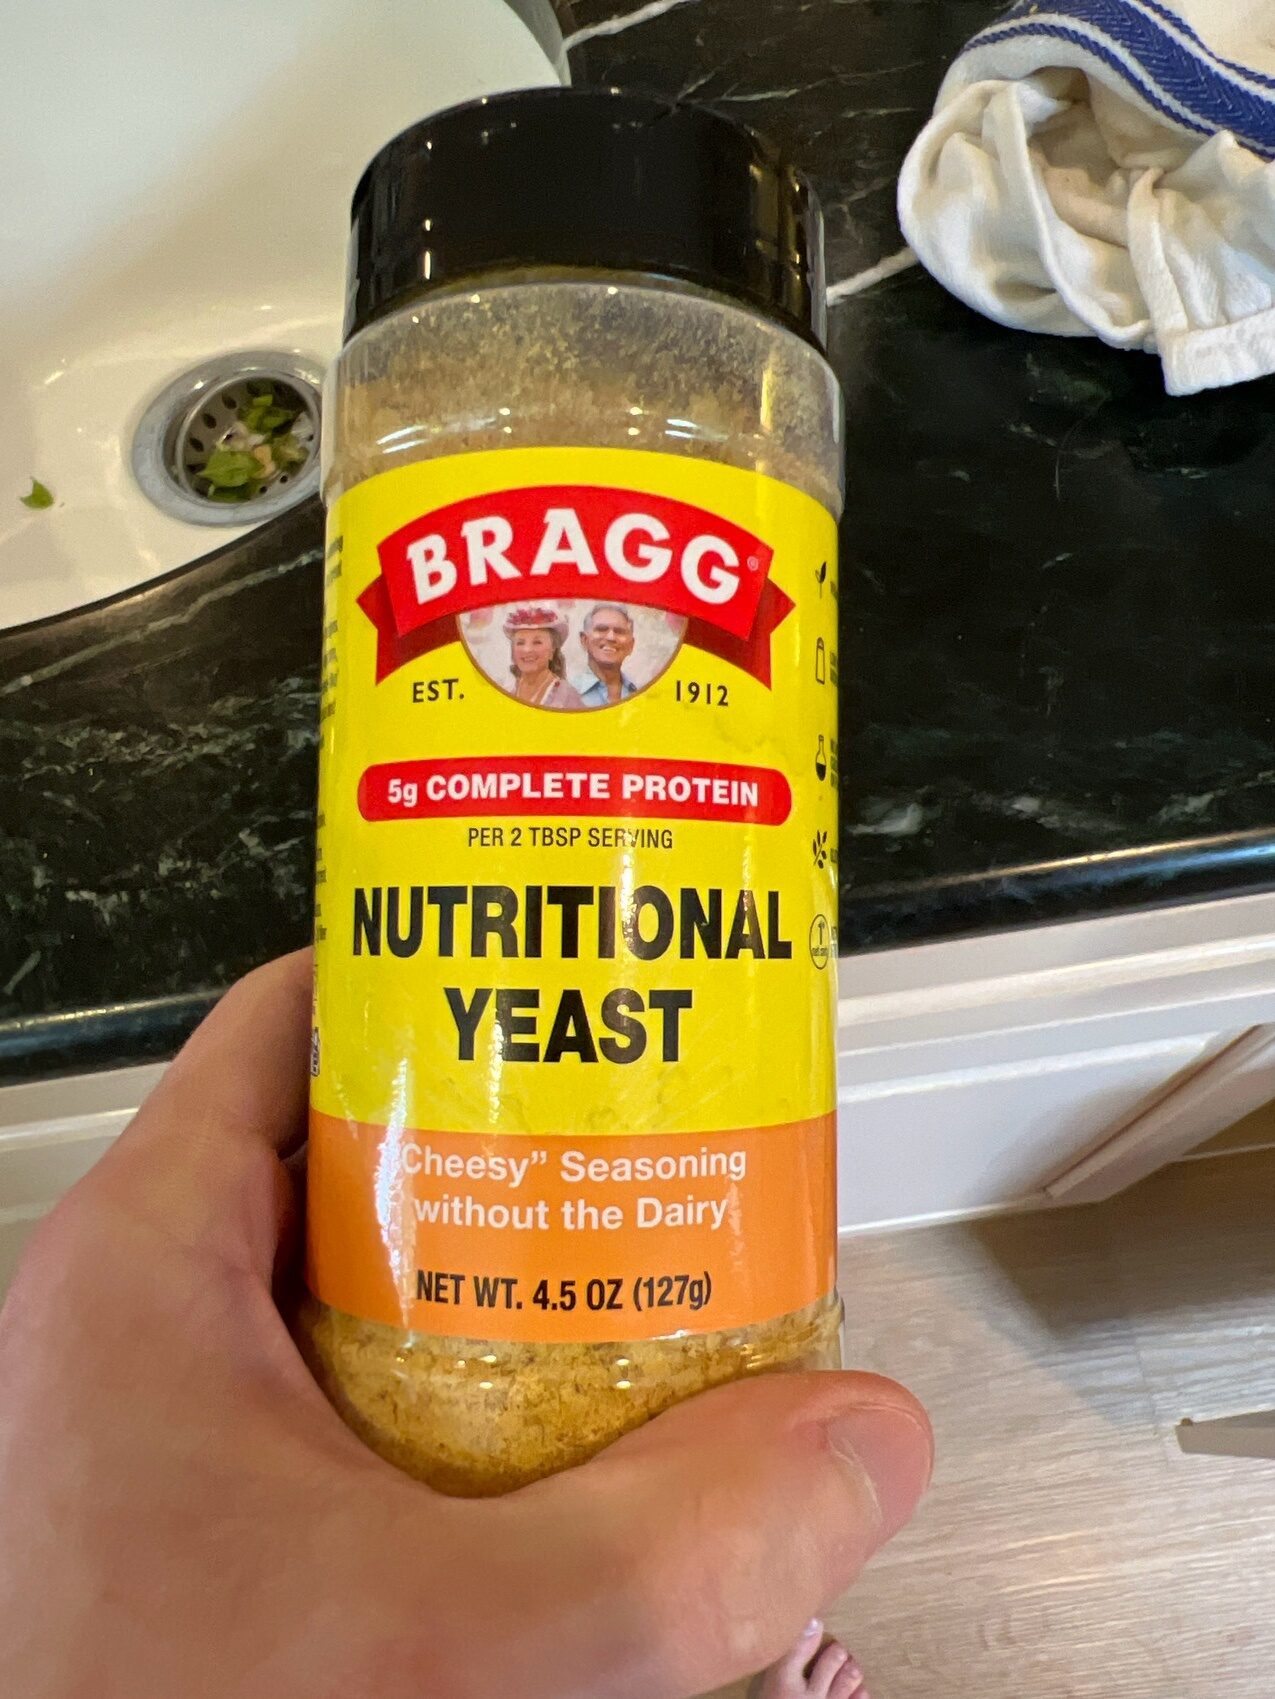 BRAGG®
EST. 1912
5g COMPLETE PROTEIN
PER 2 TBSP SERVING
NUTRITIONAL
YEAST
“Cheesy” Seasoning
without the Dairy
NET WT. 4.5 OZ (127g)